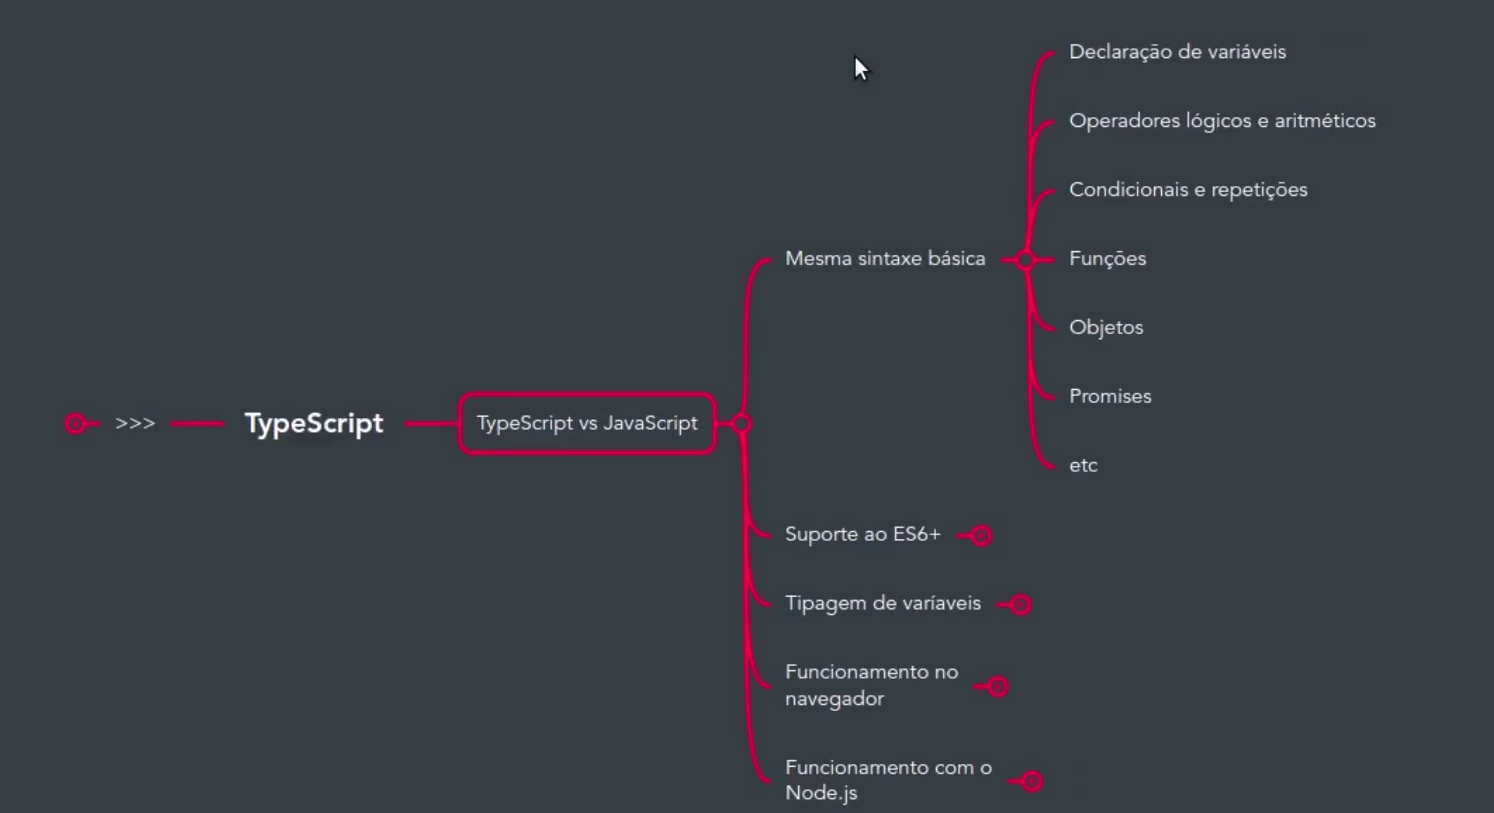 >>>
TypeScript
TypeScript vs JavaScript
Mesma sintaxe básica
Declaração de variáveis
Operadores lógicos e aritméticos
Condicionais e repetições
Funções
Objetos
Promises
etc
Suporte ao ES6+
Tipagem de varíaveis
Funcionamento no
navegador
Funcionamento com o
Node.js